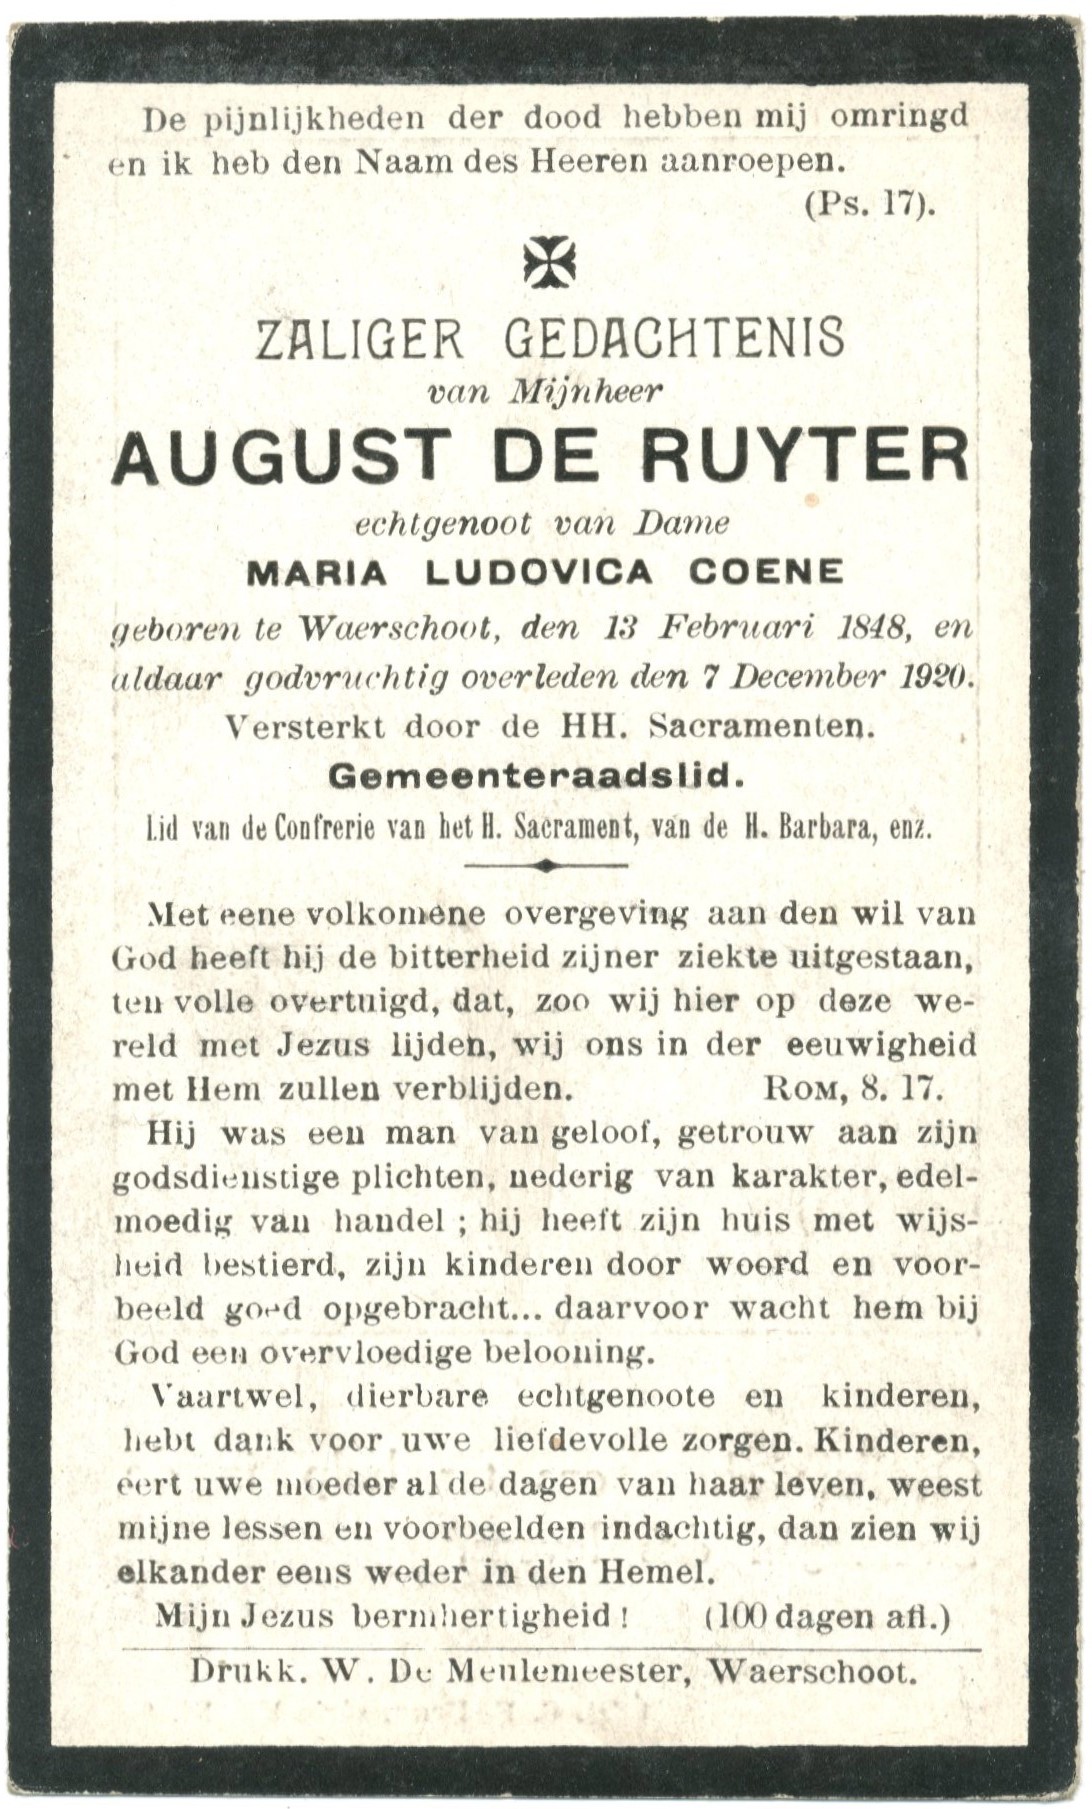 De pijnlijkheden der dood hebben mij omringd
en ik heb den Naam des Heeren aanroepen.
(Ps. 17).
ZALIGER GEDACHTENIS
van Mijnheer
AUGUST DE RUYTER
echtgenoot van Dame
MARIA LUDOVICA COENE
geboren te Waerschoot, den 13 Februari 1848, en
aldaar godvruchtig overleden den 7 December 1920.
Versterkt door de HH. Sacramenten.
Gemeenteraadslid.
Lid van de Confrerie van het H. Sacrament, van de H. Barbara, enz.
Met eene volkomene overgeving aan den wil van
God heeft hij de bitterheid zijner ziekte uitgestaan,
ten volle overtuigd, dat, zoo wij hier op deze we-
reld met Jezus lijden, wij ons in der eeuwigheid
met Hem zullen verblijden. ROM, 8. 17.
Hij was een man van geloof, getrouw aan zijn
godsdienstige plichten, nederig van karakter, edel-
moedig van handel ; hij heeft zijn huis met wijs-
heid bestierd, zijn kinderen door woord en voor-
beeld goed opgebracht... daarvoor wacht hem bij
God een overvloedige belooning.
Vaartwel, dierbare echtgenoote en kinderen,
hebt dank voor uwe liefdevolle zorgen. Kinderen,
eert uwe moeder al de dagen van haar leven, weest
mijne lessen en voorbeelden indachtig, dan zien wij
elkander eens weder in den Hemel.
Mijn Jezus bermhertigheid ! (100 dagen afl.)
Drukk. W. De Meulemeester, Waerschoot.